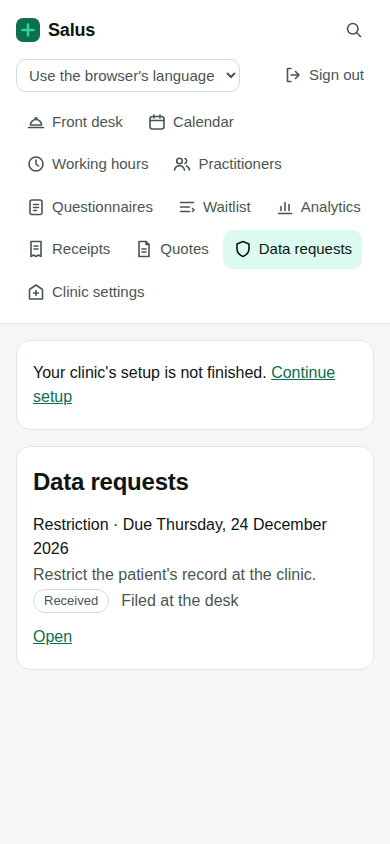 Salus
Use the browser's language
Sign out
Front desk
Calendar
Working hours
Practitioners
Questionnaires
Waitlist
Analytics
Receipts
Quotes
Data requests
Clinic settings
Your clinic's setup is not finished. Continue
setup
Data requests
Restriction · Due Thursday, 24 December
2026
Restrict the patient's record at the clinic.
Received
Filed at the desk
Open